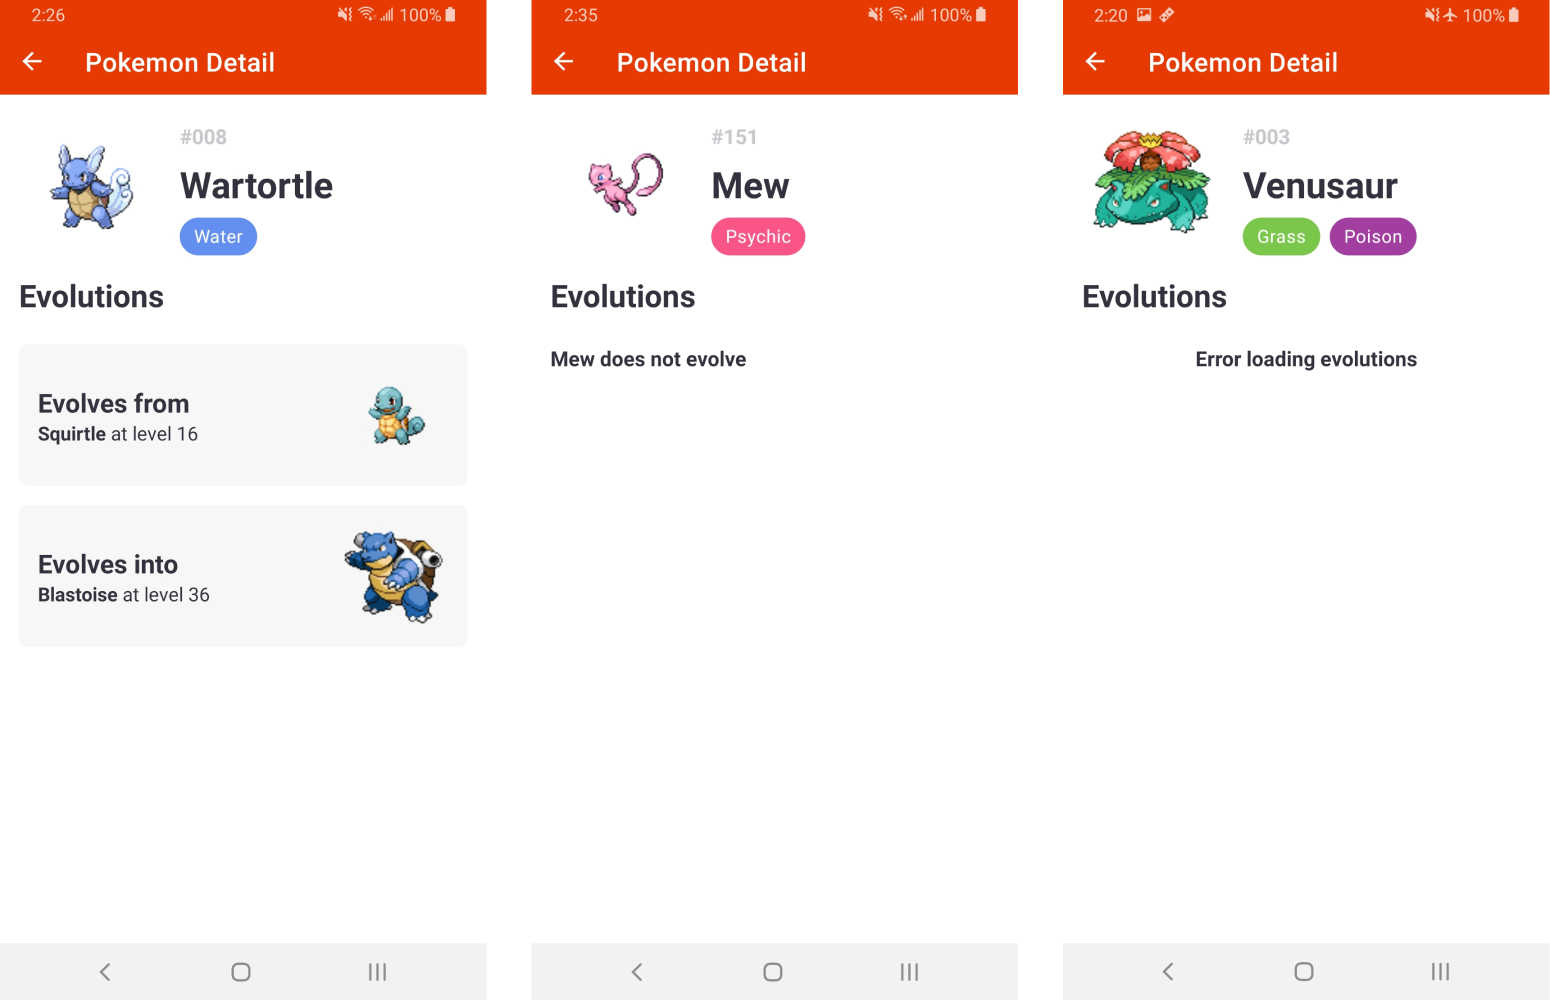 2:26
100%
Pokemon Detail
#008
Wartortle
Water
Evolutions
Evolves from
Squirtle at level 16
Evolves into
Blastoise at level 36
2:35
100%
Pokemon Detail
#151
Mew
Psychic
Evolutions
Mew does not evolve
2:20
100%
Pokemon Detail
#003
Venusaur
Grass Poison
Evolutions
Error loading evolutions